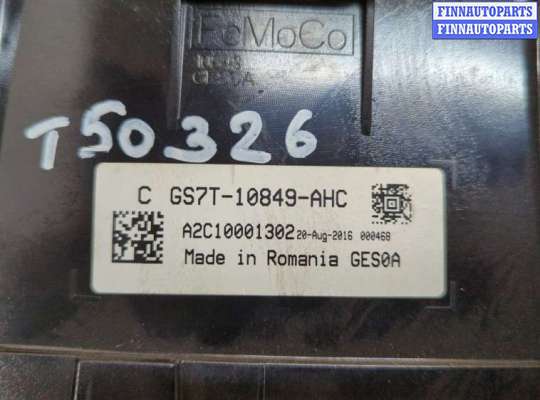 FINNAUTOPARTS
FINNAUTOPARTS
FoMoCo
T50326
C GS7T-10849-AHC
A2C10001302 20-Aug-2016 000468
Made in Romania GES0A